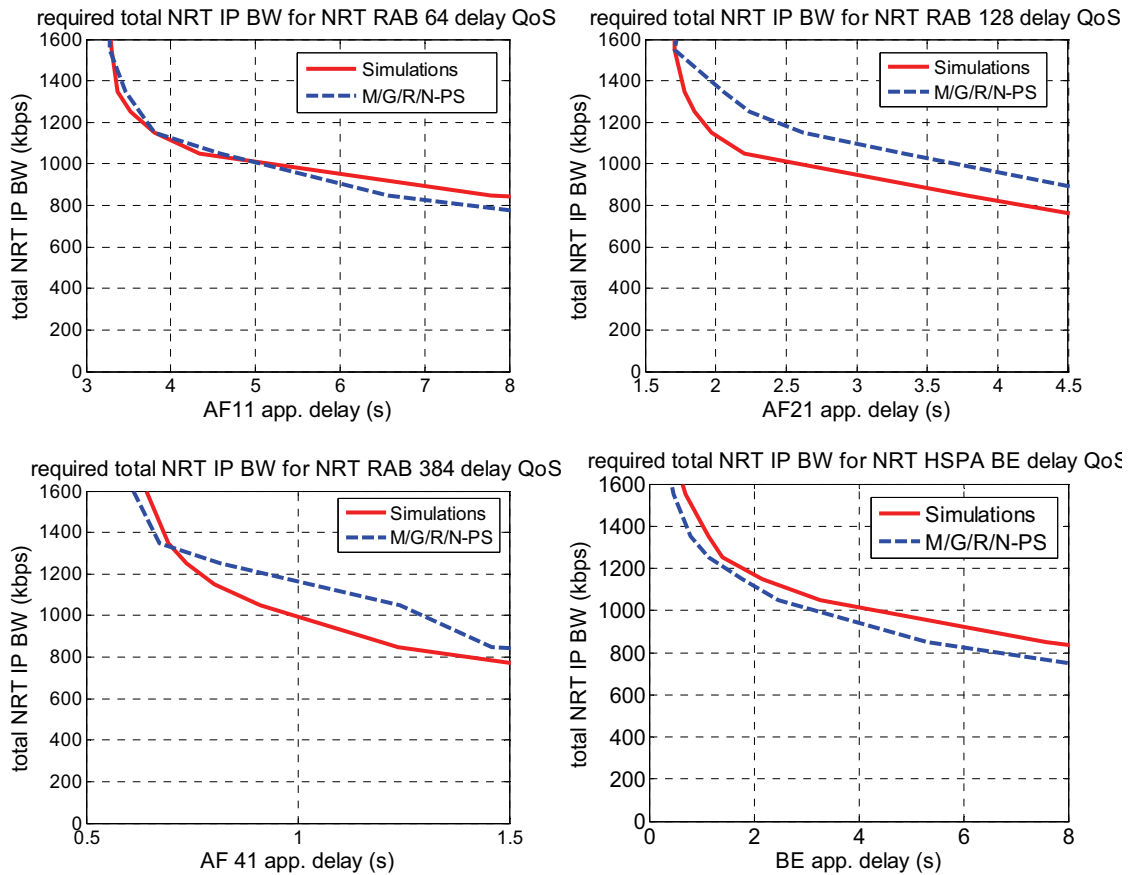 required total NRT IP BW for NRT RAB 64 delay QoS
total NRT IP BW (kbps)
1600
1400
1200
1000
800
600
400
200
0
Simulations
M/G/R/N-PS
3 4 5 6 7 8
AF11 app. delay (s)
required total NRT IP BW for NRT RAB 128 delay QoS
total NRT IP BW (kbps)
1600
1400
1200
1000
800
600
400
200
0
Simulations
M/G/R/N-PS
1.5 2 2.5 3 3.5 4 4.5
AF21 app. delay (s)
required total NRT IP BW for NRT RAB 384 delay QoS
total NRT IP BW (kbps)
1600
1400
1200
1000
800
600
400
200
0
Simulations
M/G/R/N-PS
0.5 1 1.5
AF 41 app. delay (s)
required total NRT IP BW for NRT HSPA BE delay QoS
total NRT IP BW (kbps)
1600
1400
1200
1000
800
600
400
200
0
Simulations
M/G/R/N-PS
0 2 4 6 8
BE app. delay (s)